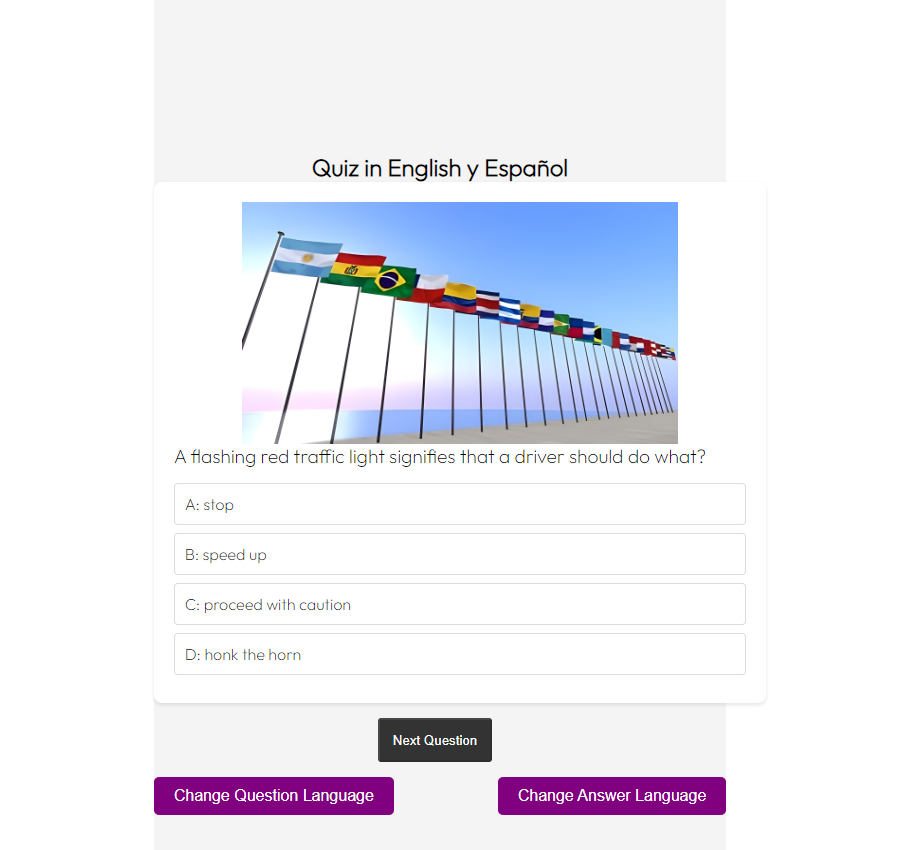 Quiz in English y Español
A flashing red traffic light signifies that a driver should do what?
A: stop
B: speed up
C: proceed with caution
D: honk the horn
Next Question
Change Question Language
Change Answer Language